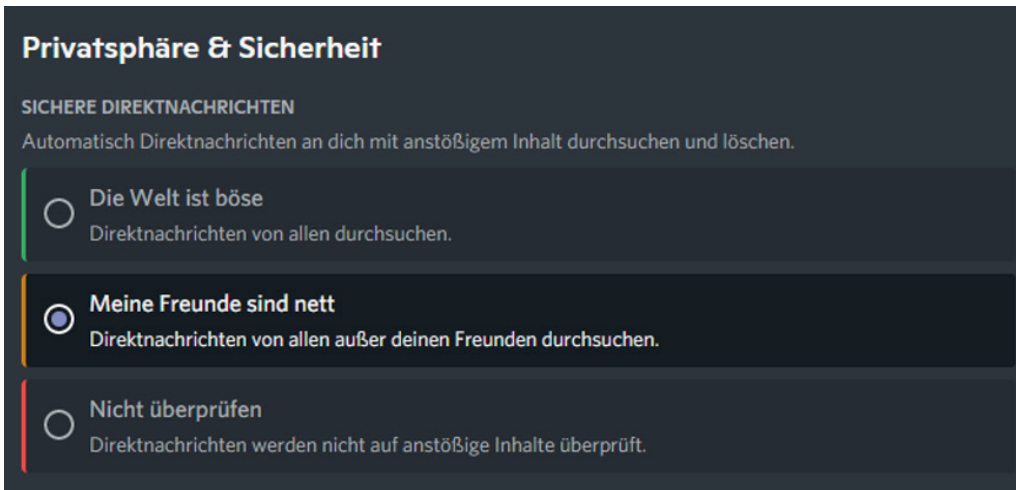 Privatsphäre & Sicherheit
SICHERE DIREKTNACHRICHTEN
Automatisch Direktnachrichten an dich mit anstößigem Inhalt durchsuchen und löschen.
Die Welt ist böse
Direktnachrichten von allen durchsuchen.
Meine Freunde sind nett
Direktnachrichten von allen außer deinen Freunden durchsuchen.
Nicht überprüfen
Direktnachrichten werden nicht auf anstößige Inhalte überprüft.